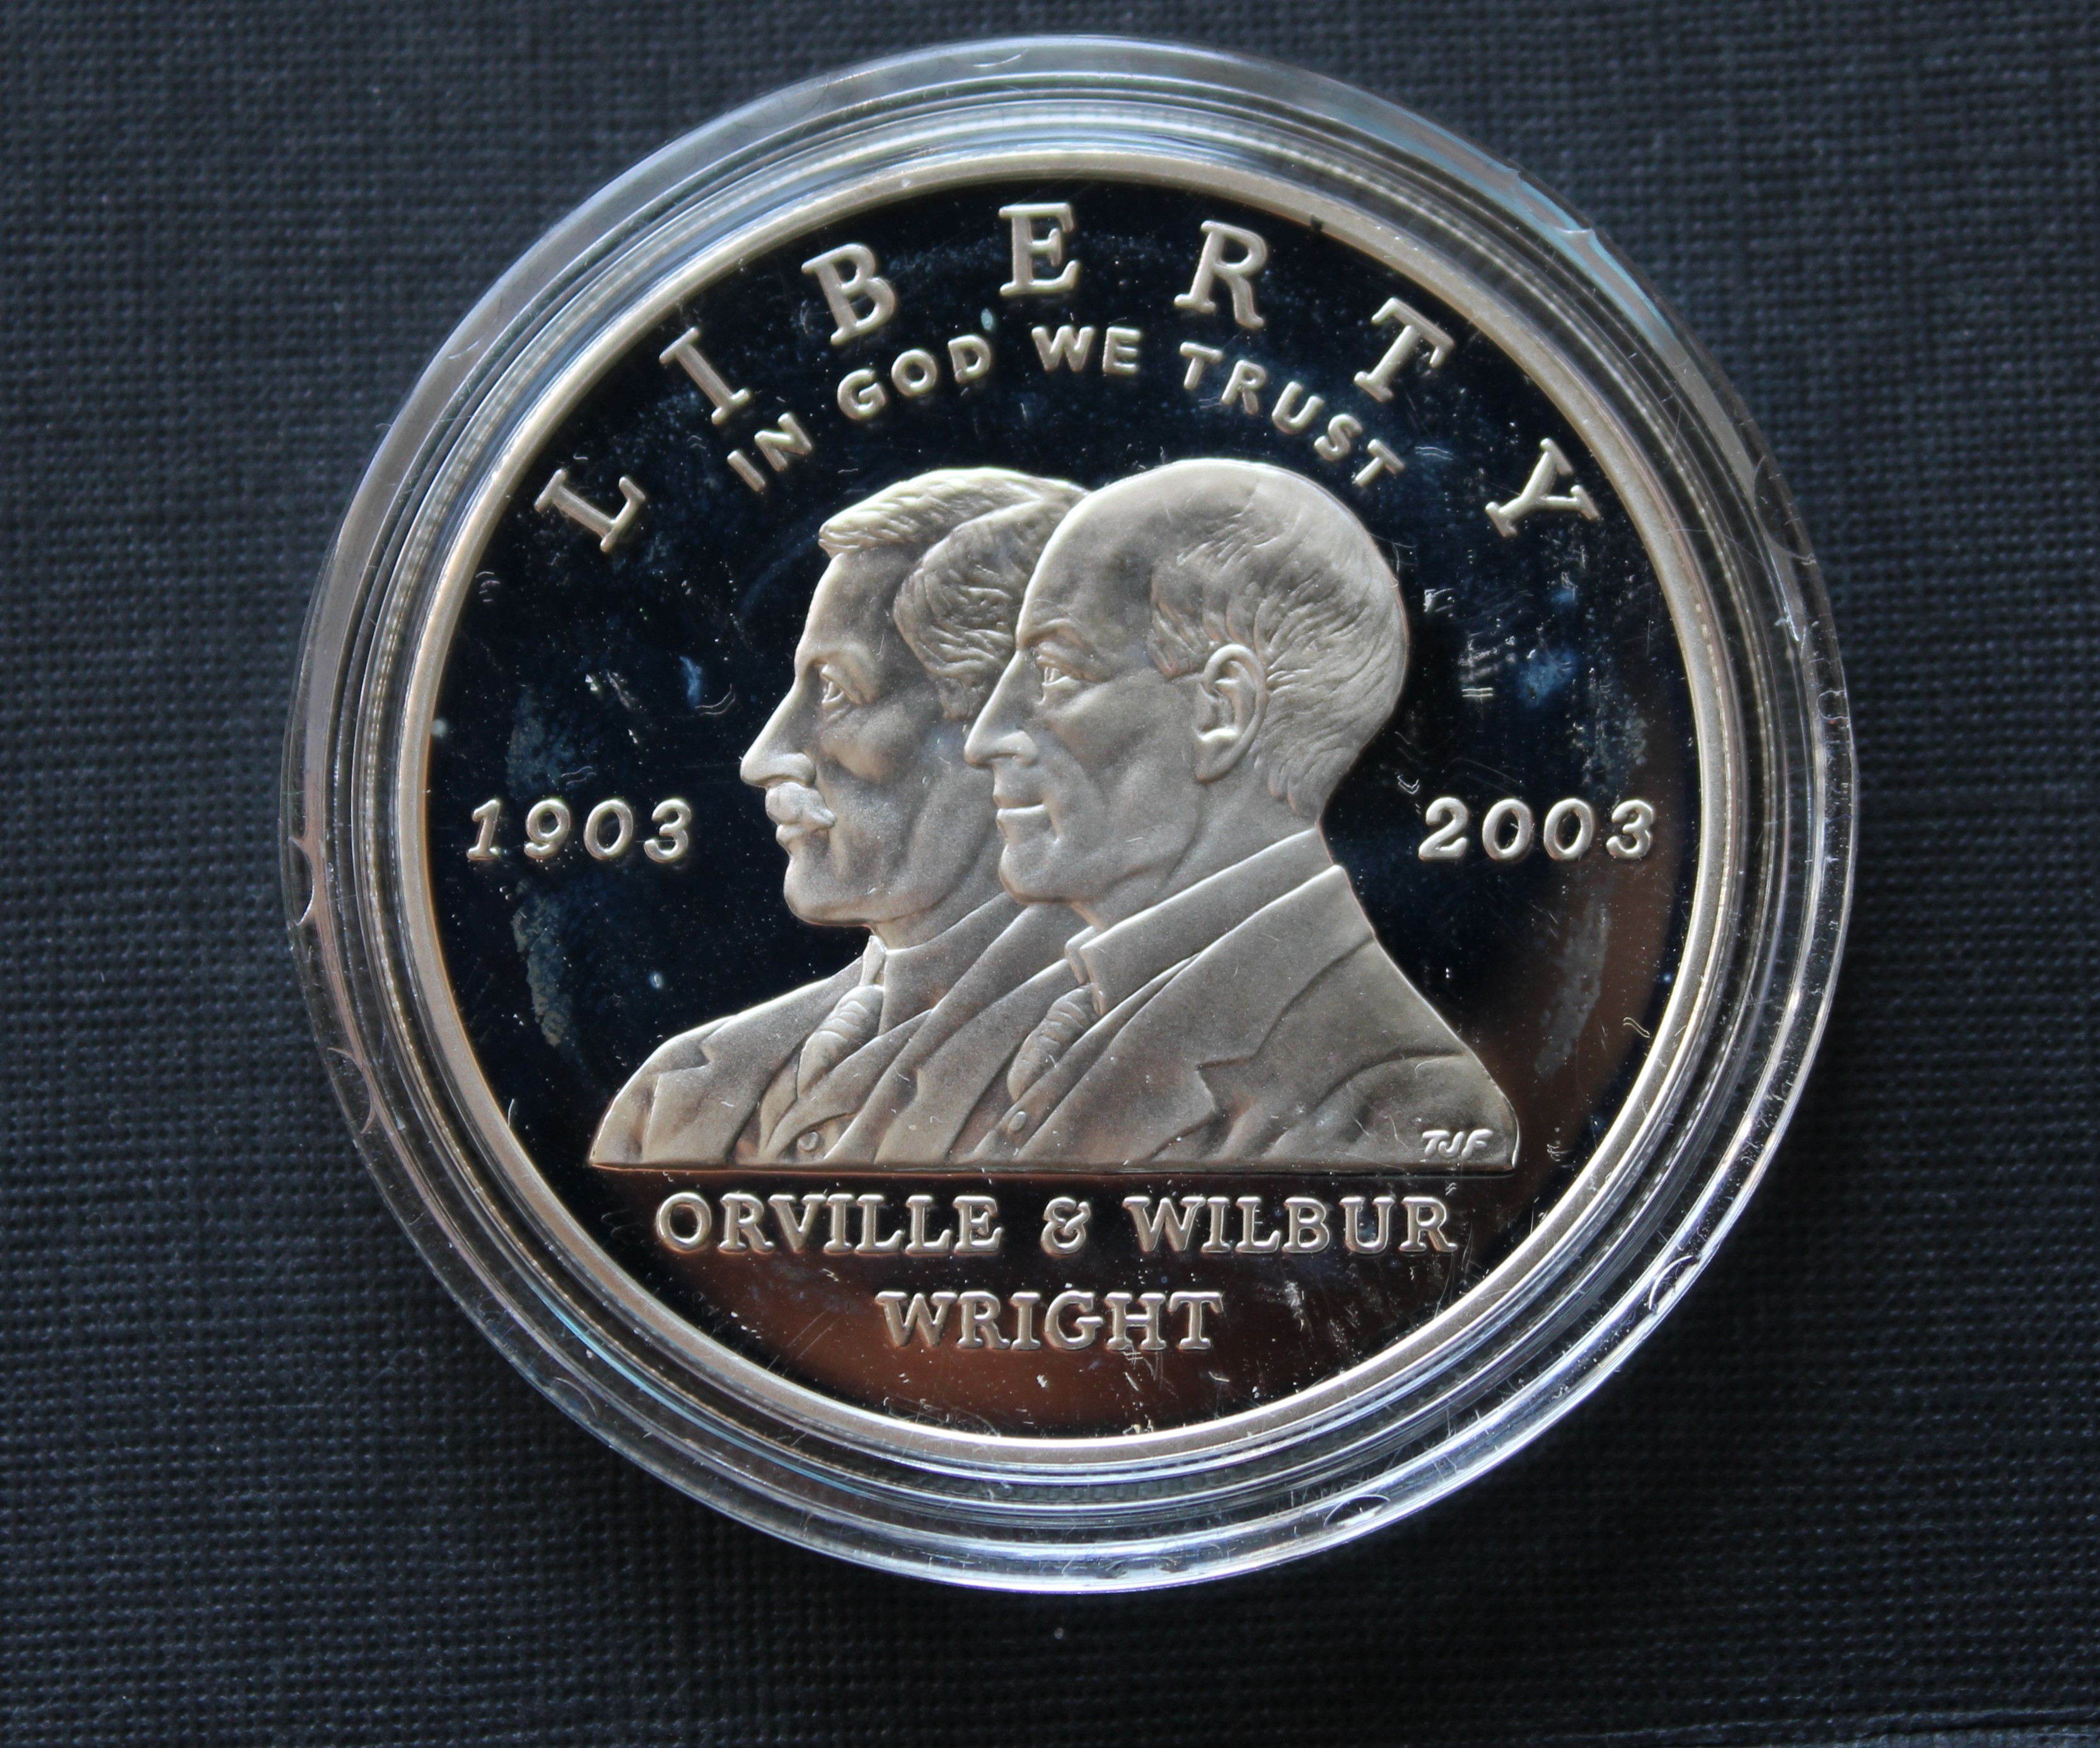 LIBERTY
IN GOD WE TRUST
1903
2003
TJF
ORVILLE & WILBUR
WRIGHT